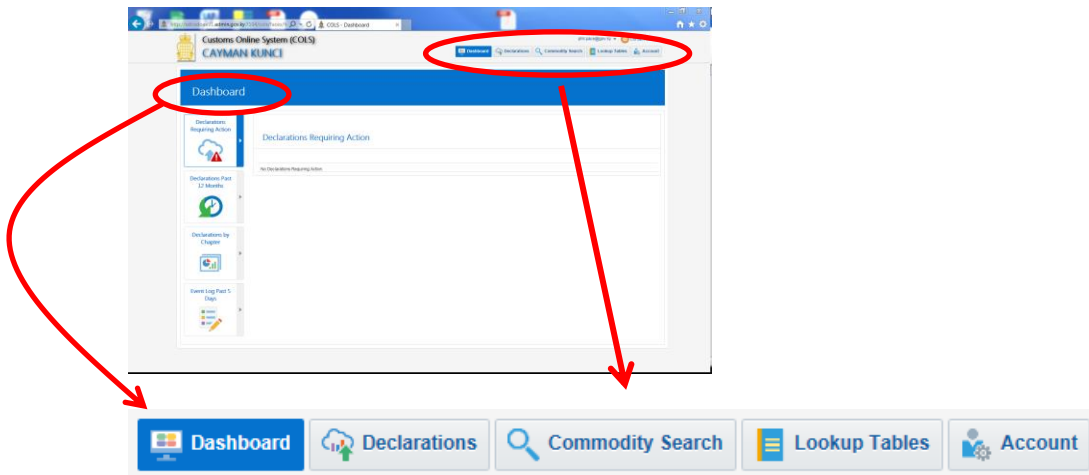 COLS - Dashboard
Customs Online System (COLS)
CAYMAN KUNCI
Dashboard
Declarations
Commodity Search
Lookup Tables
Account
Dashboard
Declarations
Requiring Action
Declarations Requiring Action
No Declarations Requiring Action
Declarations Past
12 Months
Declarations by
Chapter
Event Log Past 5
Days
Dashboard
Declarations
Commodity Search
Lookup Tables
Account